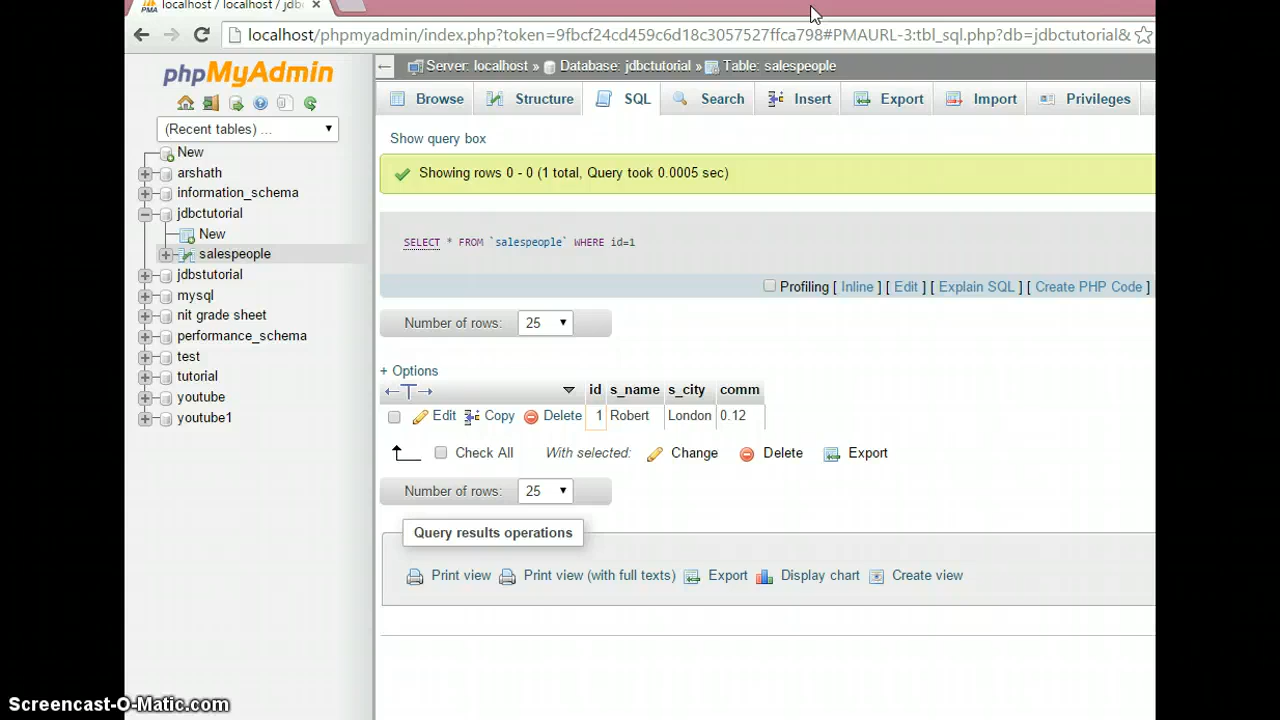 localhost / localhost / jdbc
localhost/phpmyadmin/index.php?token=9fbcf24cd459c6d18c3057527ffca798#PMAURL-3:tbl_sql.php?db=jdbctutorial&
phpMyAdmin
(Recent tables) ...
New
arshath
information_schema
jdbctutorial
New
salespeople
jdbstutorial
mysql
nit grade sheet
performance_schema
test
tutorial
youtube
youtube1
Server: localhost » Database: jdbctutorial » Table: salespeople
Browse Structure SQL Search Insert Export Import Privileges
Show query box
Showing rows 0 - 0 (1 total, Query took 0.0005 sec)
SELECT * FROM `salespeople` WHERE id=1
Profiling [ Inline ] [ Edit ] [ Explain SQL ] [ Create PHP Code ]
Number of rows: 25
+ Options
id s_name s_city comm
Edit Copy Delete 1 Robert London 0.12
Check All With selected: Change Delete Export
Number of rows: 25
Query results operations
Print view Print view (with full texts) Export Display chart Create view
Screencast-O-Matic.com